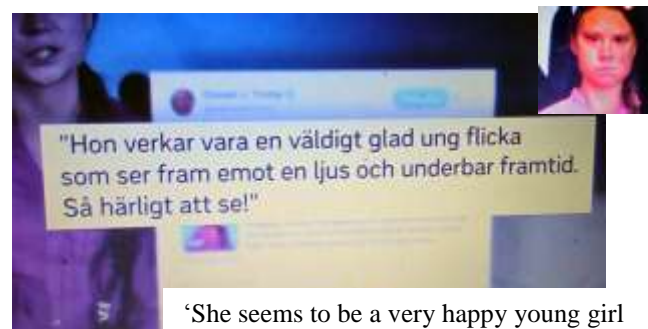 "Hon verkar vara en väldigt glad ung flicka
som ser fram emot en ljus och underbar framtid.
Så härligt att se!"
‘She seems to be a very happy young girl